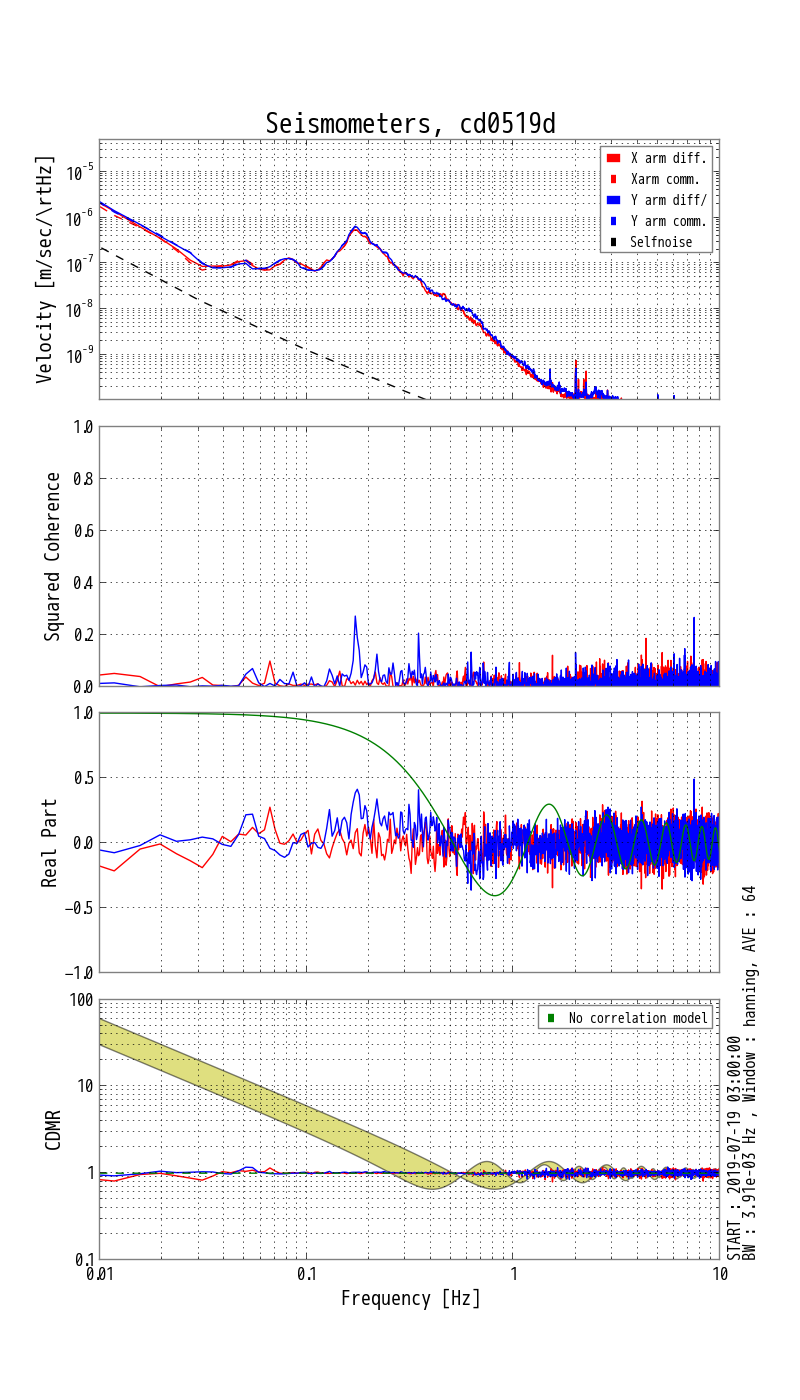 Seismometers, cd0519d
Velocity [m/sec/\rtHz]
10^-5
10^-6
10^-7
10^-8
10^-9
X arm diff.
Xarm comm.
Y arm diff/
Y arm comm.
Selfnoise
Squared Coherence
1.0
0.8
0.6
0.4
0.2
0.0
Real Part
1.0
0.5
0.0
−0.5
−1.0
CDMR
100
10
1
0.1
No correlation model
0.01 0.1 1 10
Frequency [Hz]
START : 2019-07-19 03:00:00
BW : 3.91e-03 Hz , Window : hanning, AVE : 64